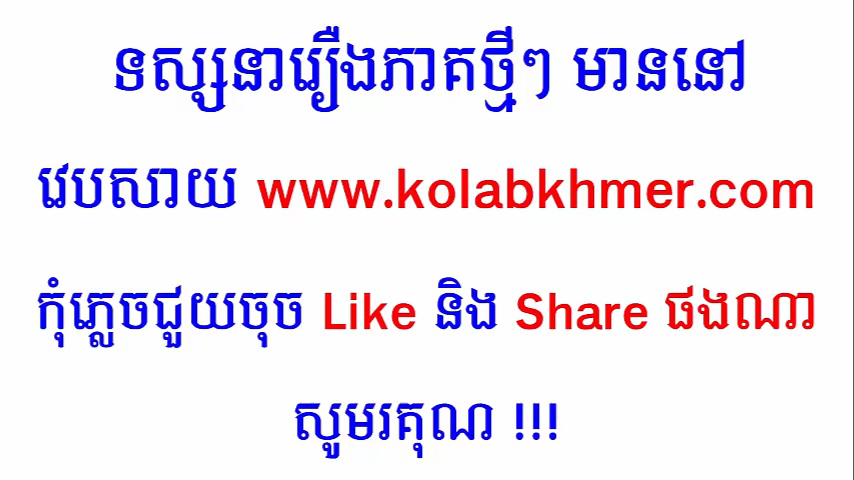 ទស្សនារឿងភាគថ្មីៗ មាននៅ
វេបសាយ www.kolabkhmer.com
កុំភ្លេចជួយចុច Like និង Share ផងណា
សូមរគុណ !!!